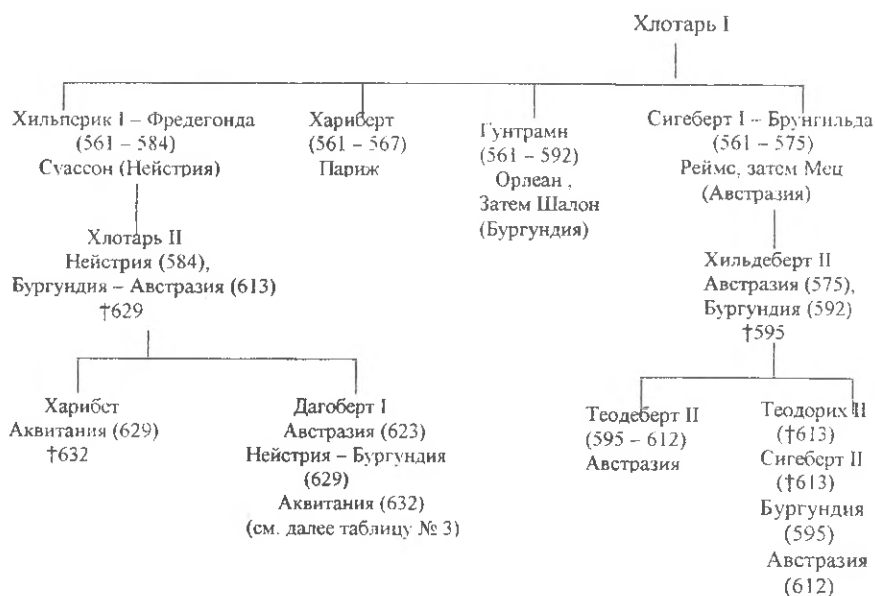 Хлотарь I
Хильперик I – Фредегонда
(561 – 584)
Суассон (Нейстрия)
Хариберт
(561 – 567)
Париж
Гунтрамн
(561 – 592)
Орлеан ,
Затем Шалон
(Бургундия)
Сигеберт I – Брунгильда
(561 – 575)
Реймс, затем Мец
(Австразия)
Хлотарь II
Нейстрия (584),
Бургундия – Австразия (613)
†629
Хильдеберт II
Австразия (575),
Бургундия (592)
†595
Харибет
Аквитания (629)
†632
Дагоберт I
Австразия (623)
Нейстрия – Бургундия
(629)
Аквитания (632)
(см. далее таблицу № 3)
Теодеберт II
(595 – 612)
Австразия
Теодорих II
(†613)
Сигеберт II
(†613)
Бургундия
(595)
Австразия
(612)